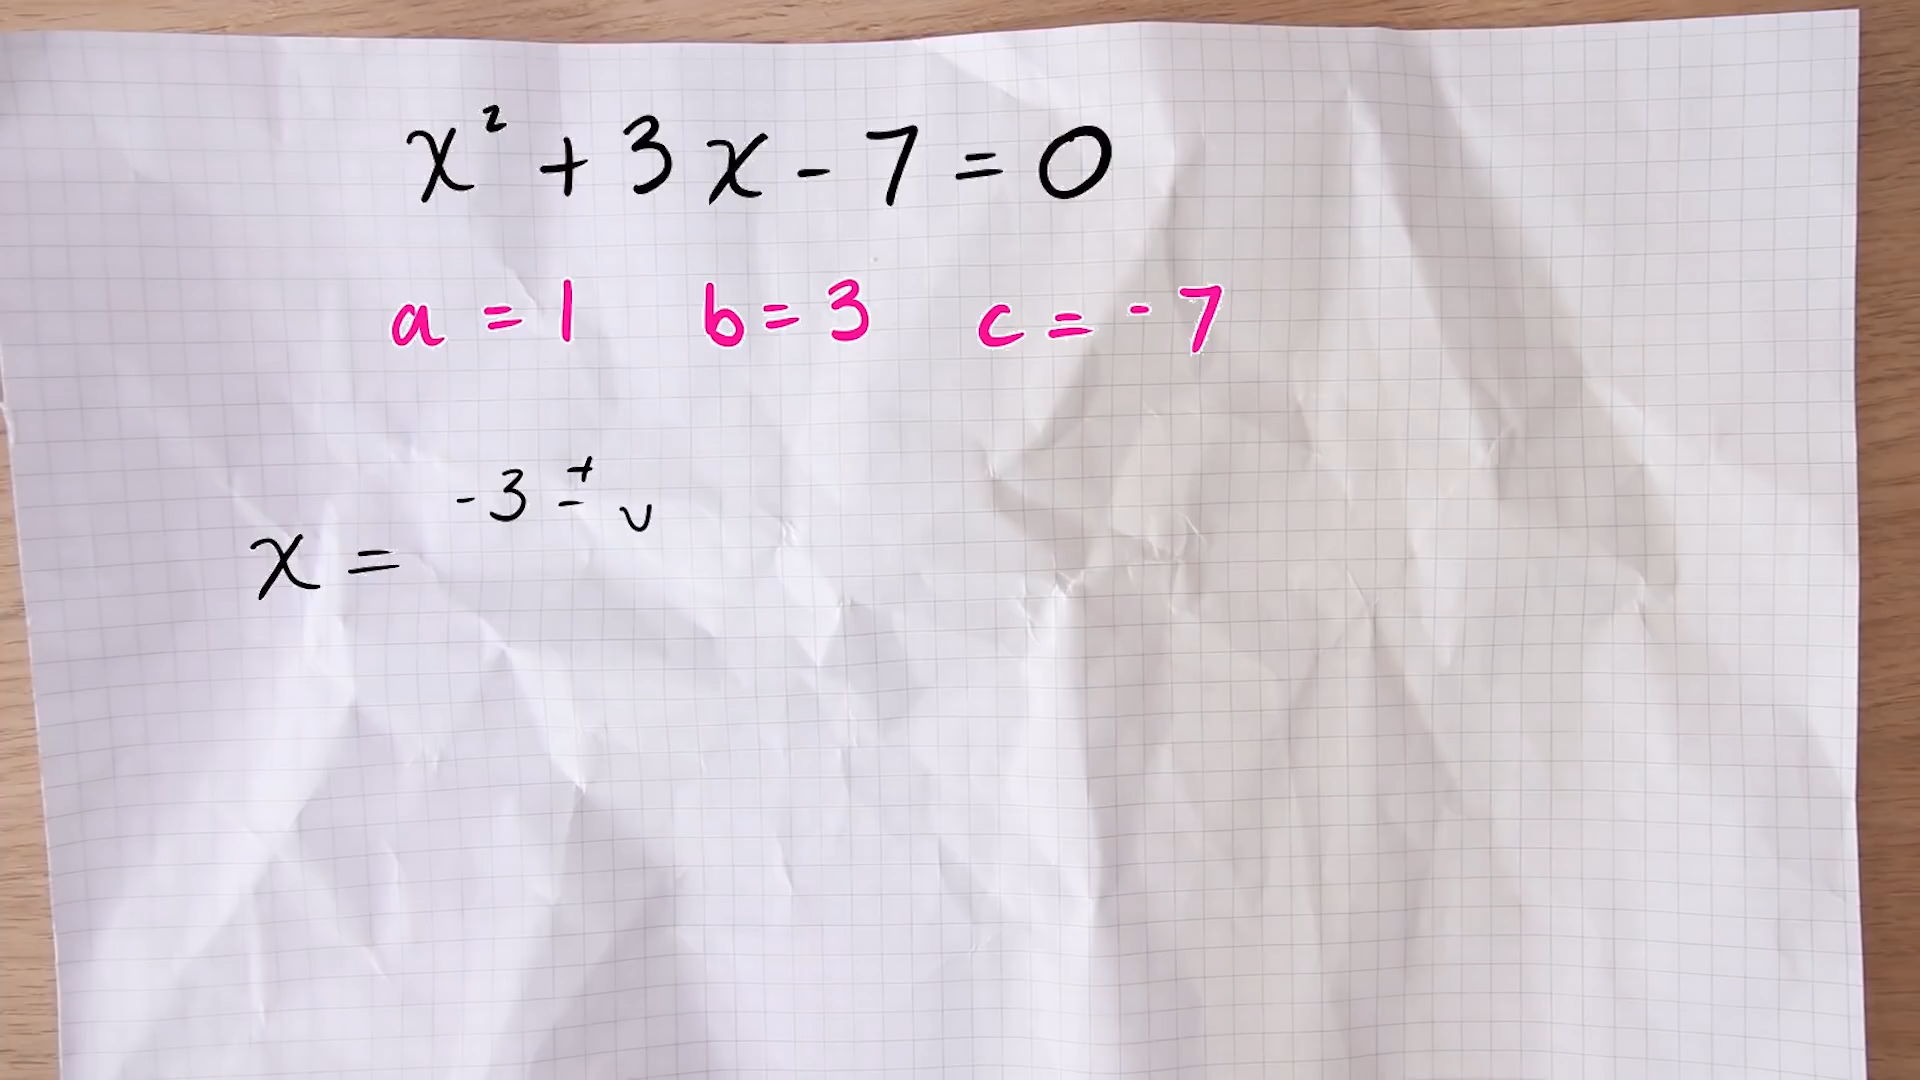 x² + 3x - 7 = 0
a = 1 b = 3 c = -7
x = -3 ± √